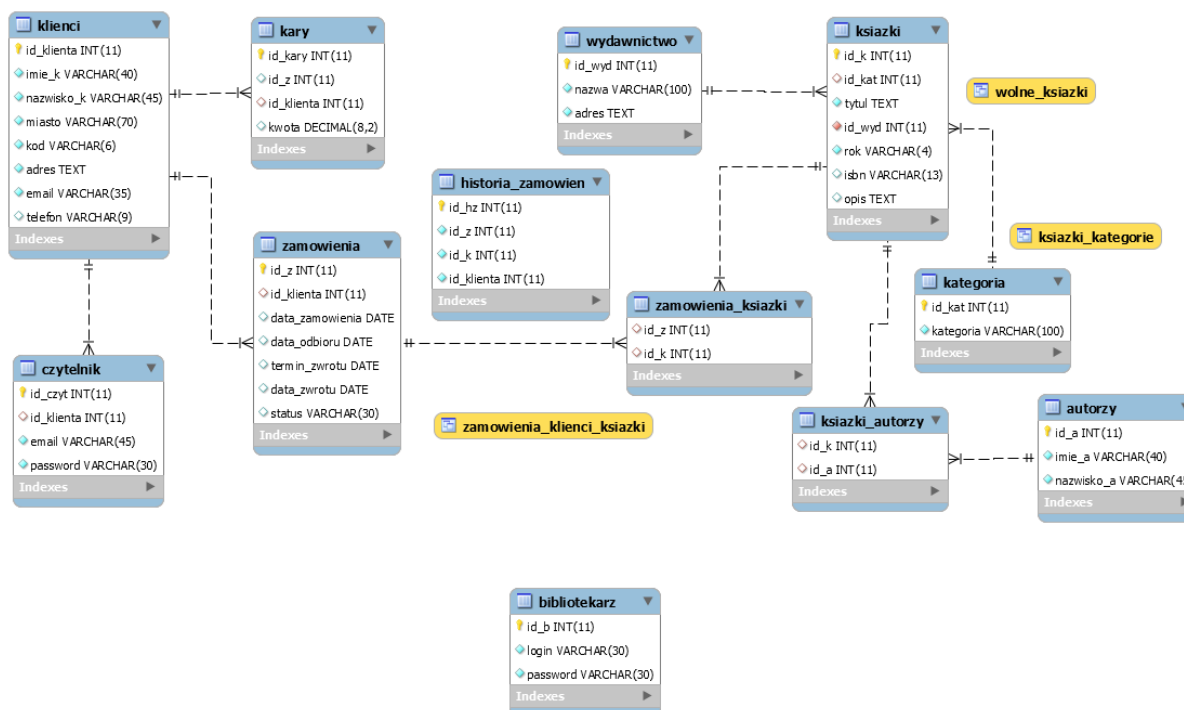 klienci
id_klienta INT(11)
imie_k VARCHAR(40)
nazwisko_k VARCHAR(45)
miasto VARCHAR(70)
kod VARCHAR(6)
adres TEXT
email VARCHAR(35)
telefon VARCHAR(9)
Indexes
kary
id_kary INT(11)
id_z INT(11)
id_klienta INT(11)
kwota DECIMAL(8,2)
Indexes
wydawnictwo
id_wyd INT(11)
nazwa VARCHAR(100)
adres TEXT
Indexes
ksiazki
id_k INT(11)
id_kat INT(11)
tytul TEXT
id_wyd INT(11)
rok VARCHAR(4)
isbn VARCHAR(13)
opis TEXT
Indexes
wolne_ksiazki
historia_zamowien
id_hz INT(11)
id_z INT(11)
id_k INT(11)
id_klienta INT(11)
Indexes
ksiazki_kategorie
zamowienia
id_z INT(11)
id_klienta INT(11)
data_zamowienia DATE
data_odbioru DATE
termin_zwrotu DATE
data_zwrotu DATE
status VARCHAR(30)
Indexes
zamowienia_ksiazki
id_z INT(11)
id_k INT(11)
Indexes
kategoria
id_kat INT(11)
kategoria VARCHAR(100)
Indexes
czytelnik
id_czyt INT(11)
id_klienta INT(11)
email VARCHAR(45)
password VARCHAR(30)
Indexes
zamowienia_klienci_ksiazki
ksiazki_autorzy
id_k INT(11)
id_a INT(11)
Indexes
autorzy
id_a INT(11)
imie_a VARCHAR(40)
nazwisko_a VARCHAR(45
Indexes
bibliotekarz
id_b INT(11)
login VARCHAR(30)
password VARCHAR(30)
Indexes